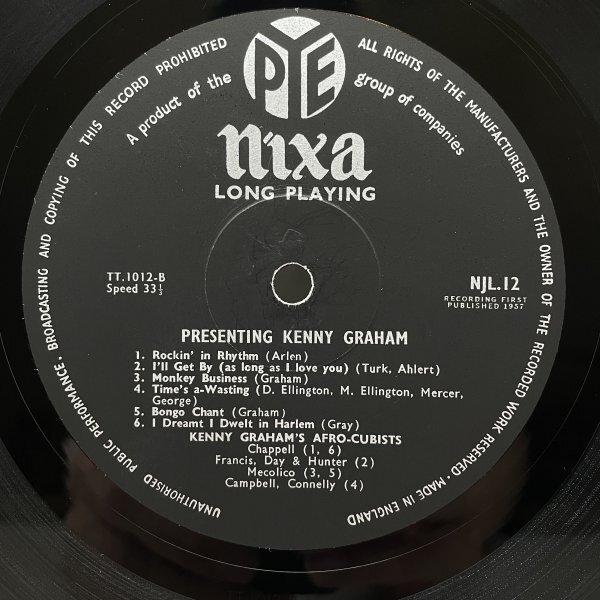 PYE
nixa
LONG PLAYING
A product of the group of companies
UNAUTHORISED PUBLIC PERFORMANCE · BROADCASTING AND COPYING OF THIS RECORD PROHIBITED
ALL RIGHTS OF THE MANUFACTURERS AND THE OWNER OF THE RECORDED WORK RESERVED · MADE IN ENGLAND
TT.1012-B
Speed 33⅓
NJL.12
RECORDING FIRST
PUBLISHED 1957
PRESENTING KENNY GRAHAM
1. Rockin' in Rhythm (Arlen)
2. I'll Get By (as long as I love you) (Turk, Ahlert)
3. Monkey Business (Graham)
4. Time's a-Wasting (D. Ellington, M. Ellington, Mercer,
George)
5. Bongo Chant (Graham)
6. I Dreamt I Dwelt in Harlem (Gray)
KENNY GRAHAM'S AFRO-CUBISTS
Chappell (1, 6)
Francis, Day & Hunter (2)
Mecolico (3, 5)
Campbell, Connelly (4)